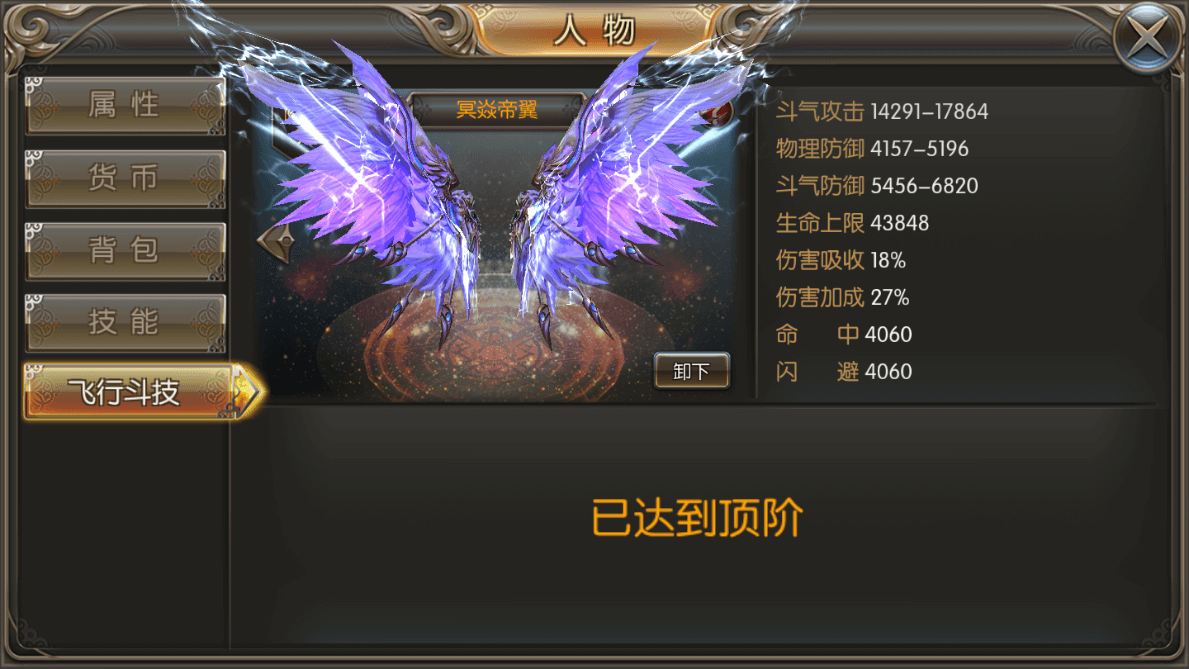 人物
属性
货币
背包
技能
飞行斗技
冥焱帝翼
卸下
斗气攻击 14291-17864
物理防御 4157-5196
斗气防御 5456-6820
生命上限 43848
伤害吸收 18%
伤害加成 27%
命 中 4060
闪 避 4060
已达到顶阶